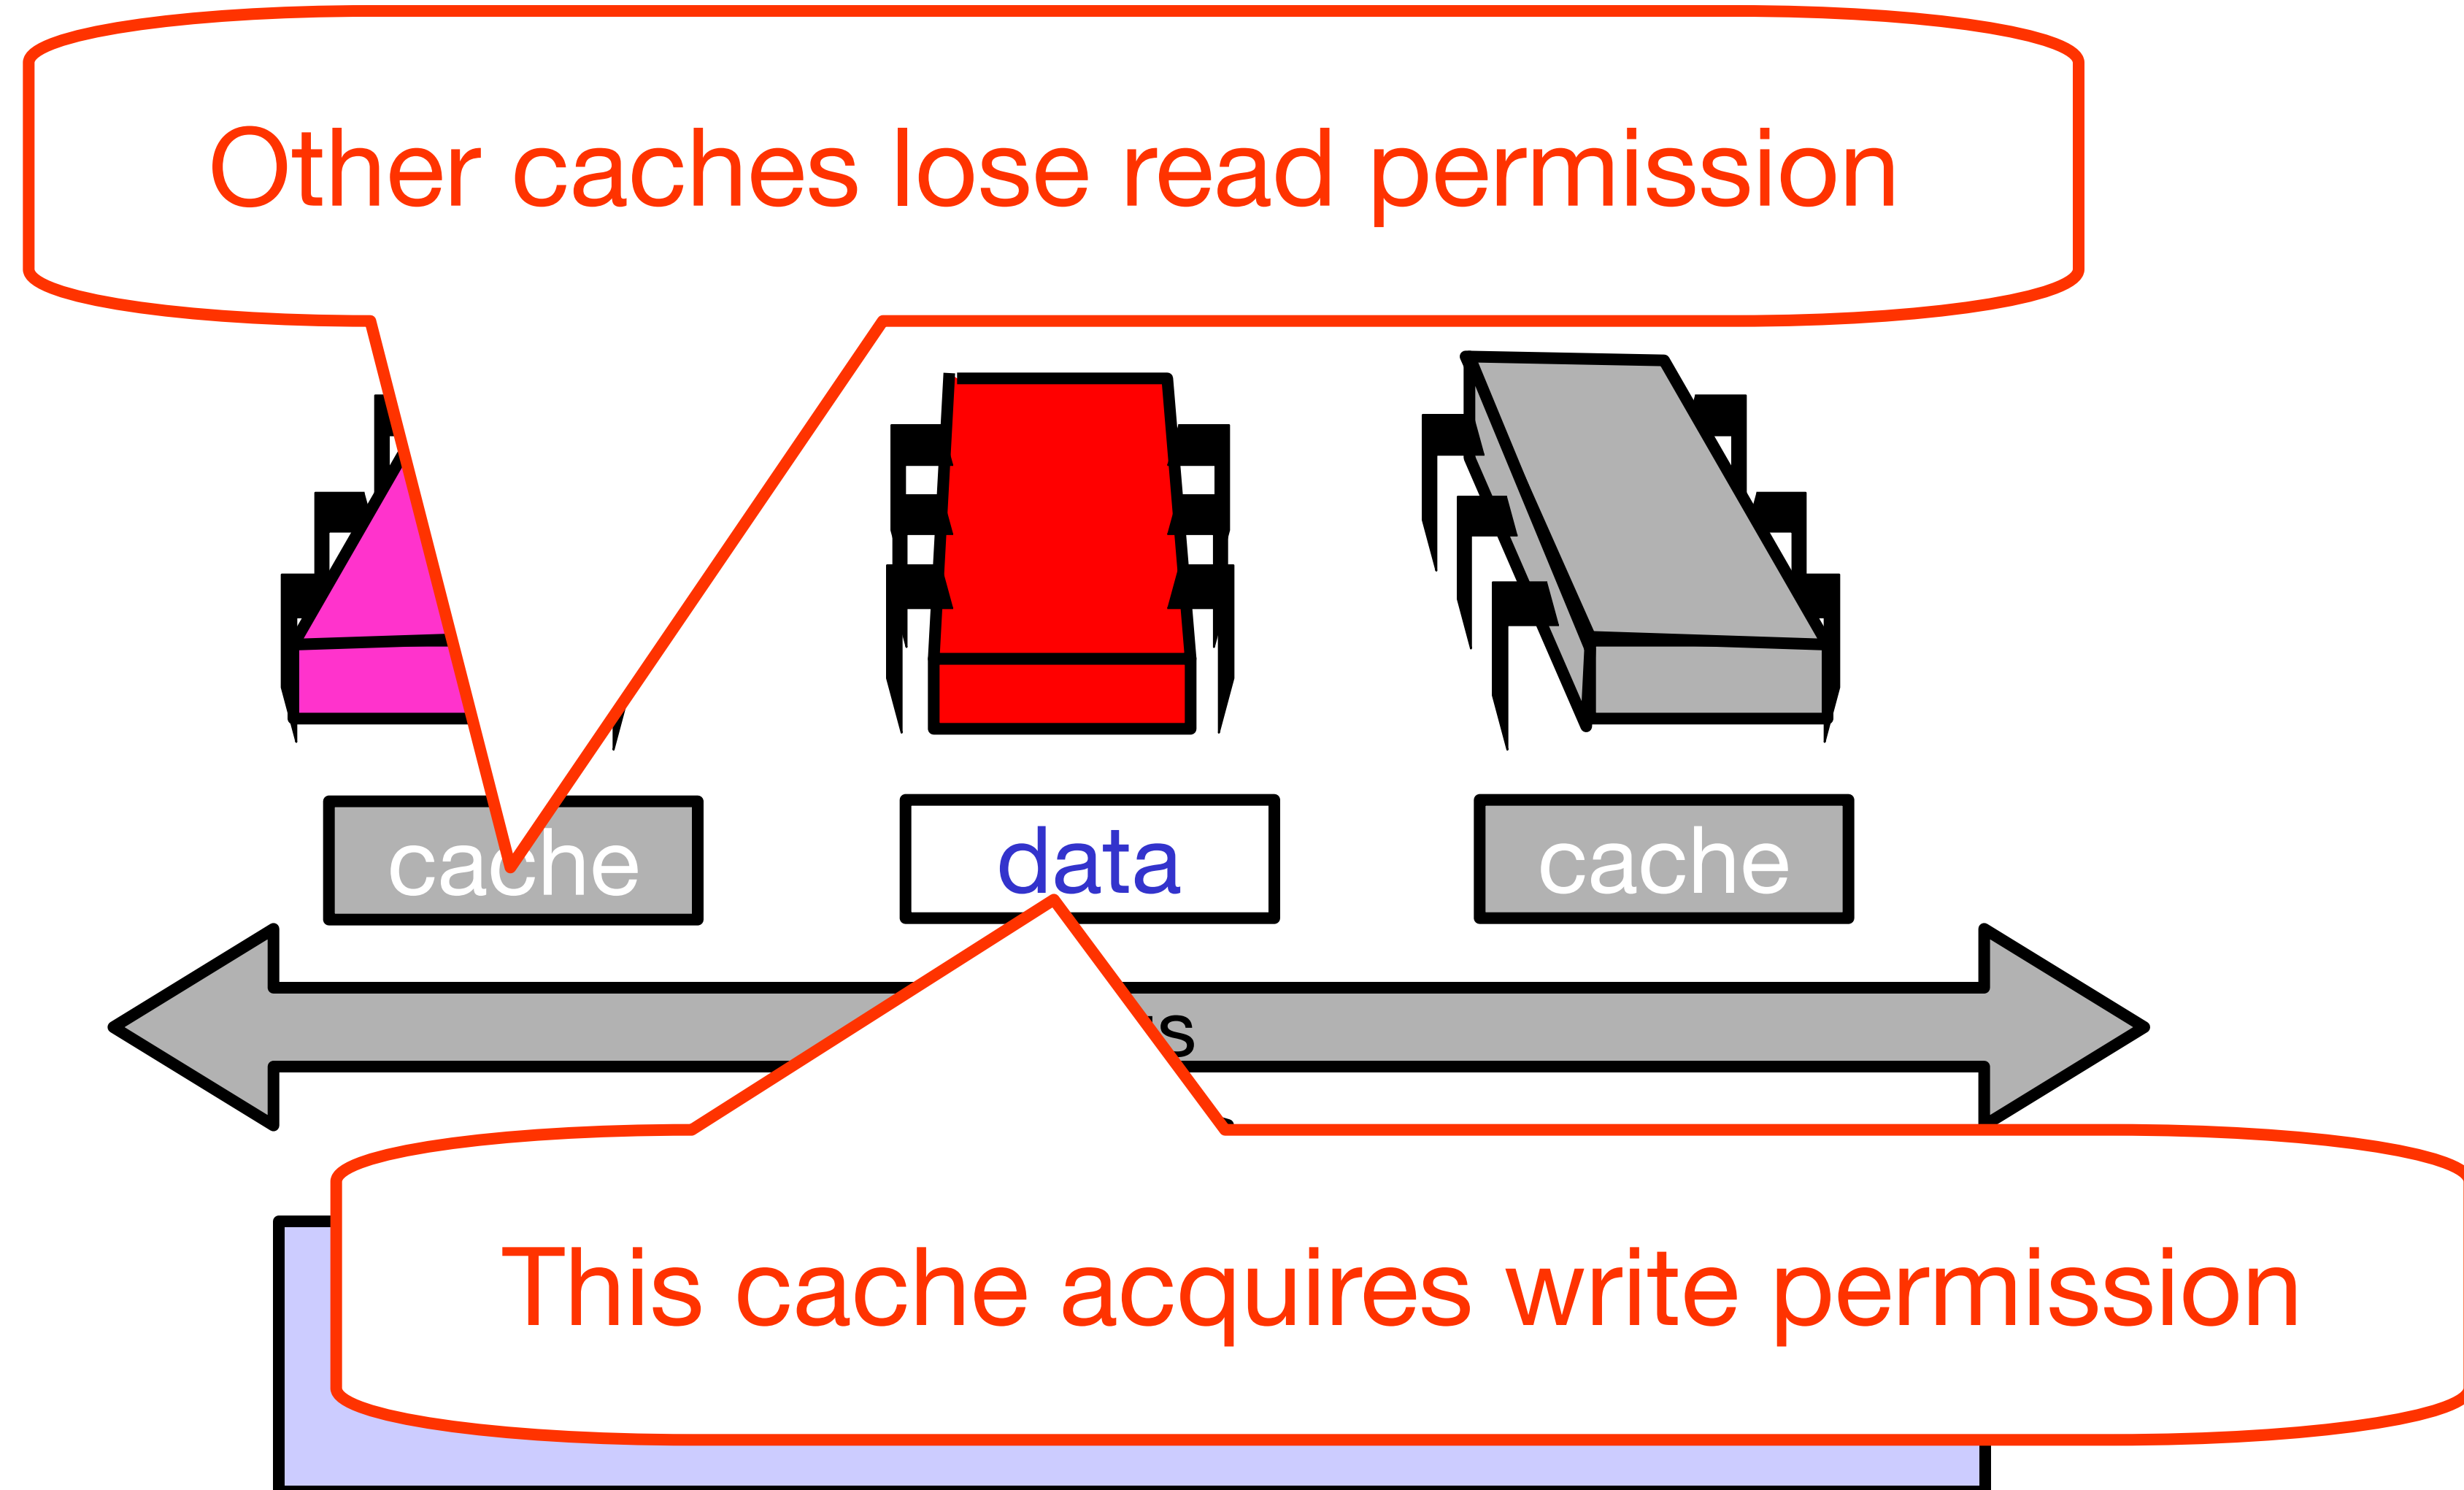 Other caches lose read permission
cache data cache
This cache acquires write permission